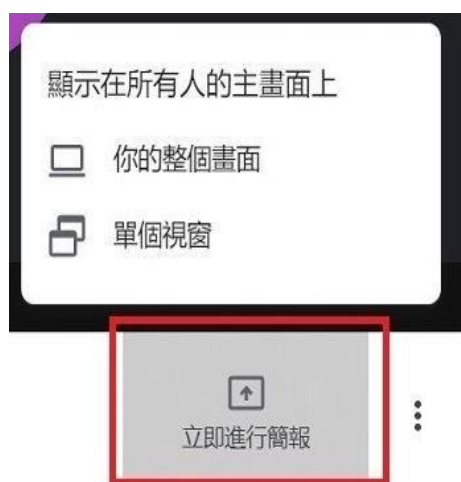 顯示在所有人的主畫面上
你的整個畫面
單個視窗
立即進行簡報